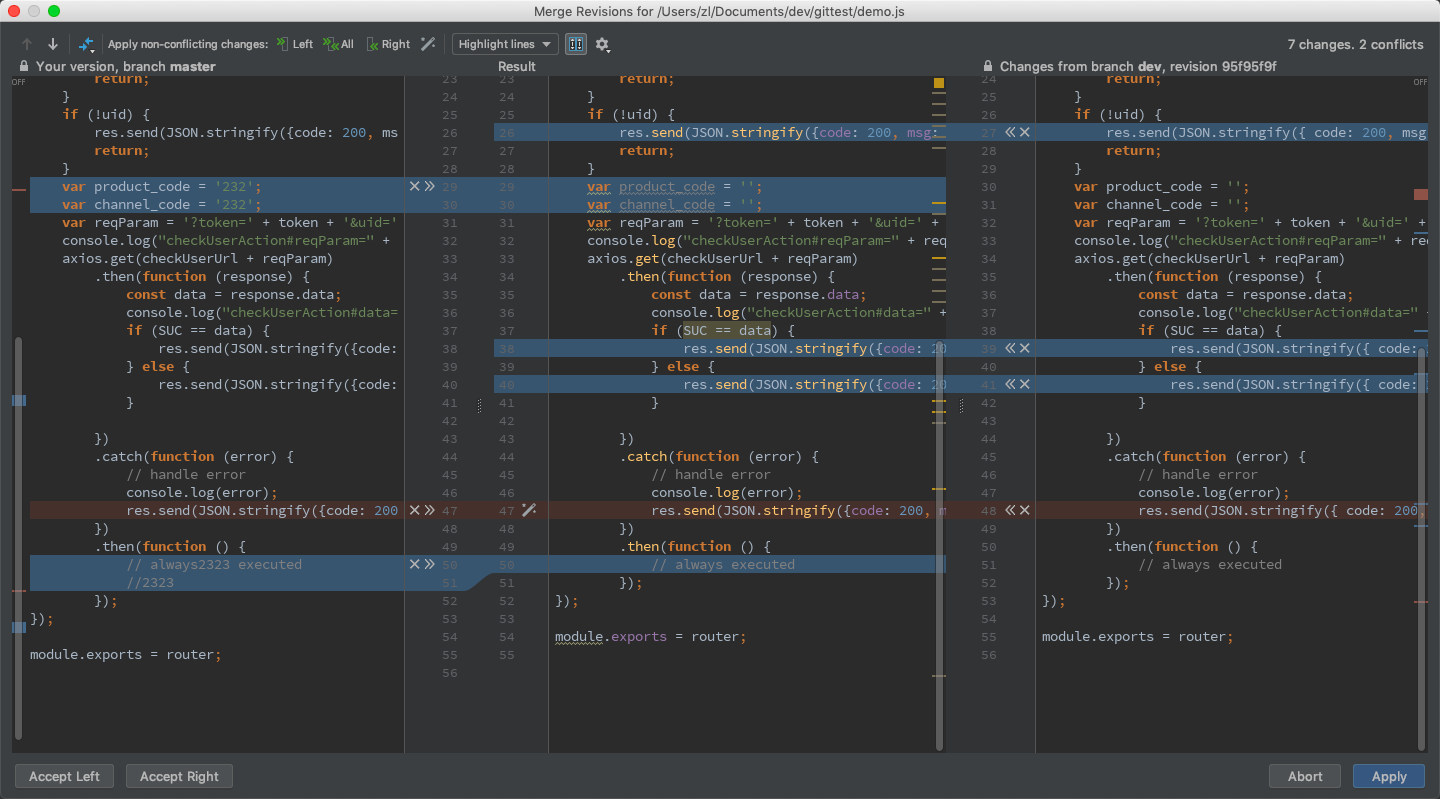 Merge Revisions for /Users/zl/Documents/dev/gittest/demo.js
Apply non-conflicting changes: Left All Right Highlight lines 7 changes. 2 conflicts
Your version, branch master
OFF
return;
}
if (!uid) {
res.send(JSON.stringify({code: 200, ms
return;
}
var product_code = '232';
var channel_code = '232';
var reqParam = '?token=' + token + '&uid='
console.log("checkUserAction#reqParam=" +
axios.get(checkUserUrl + reqParam)
.then(function (response) {
const data = response.data;
console.log("checkUserAction#data=
if (SUC == data) {
res.send(JSON.stringify({code:
} else {
res.send(JSON.stringify({code:
}
})
.catch(function (error) {
// handle error
console.log(error);
res.send(JSON.stringify({code: 200
})
.then(function () {
// always2323 executed
//2323
});
});
module.exports = router;
23
24
25
26
27
28
29
30
31
32
33
34
35
36
37
38
39
40
41
42
43
44
45
46
47
48
49
50
51
52
53
54
55
56
Result
23 return;
24 }
25 if (!uid) {
26 res.send(JSON.stringify({code: 200, msg:
27 return;
28 }
29 var product_code = '';
30 var channel_code = '';
31 var reqParam = '?token=' + token + '&uid=' +
32 console.log("checkUserAction#reqParam=" + req
33 axios.get(checkUserUrl + reqParam)
34 .then(function (response) {
35 const data = response.data;
36 console.log("checkUserAction#data=" +
37 if (SUC == data) {
38 res.send(JSON.stringify({code: 20
39 } else {
40 res.send(JSON.stringify({code: 20
41 }
42
43 })
44 .catch(function (error) {
45 // handle error
46 console.log(error);
47 res.send(JSON.stringify({code: 200, m
48 })
49 .then(function () {
50 // always executed
51 });
52 });
53
54 module.exports = router;
55
Changes from branch dev, revision 95f95f9f
OFF
24 return;
25 }
26 if (!uid) {
27 res.send(JSON.stringify({ code: 200, msg
28 return;
29 }
30 var product_code = '';
31 var channel_code = '';
32 var reqParam = '?token=' + token + '&uid=' +
33 console.log("checkUserAction#reqParam=" + re
34 axios.get(checkUserUrl + reqParam)
35 .then(function (response) {
36 const data = response.data;
37 console.log("checkUserAction#data=" +
38 if (SUC == data) {
39 res.send(JSON.stringify({ code:
40 } else {
41 res.send(JSON.stringify({ code:
42 }
43
44 })
45 .catch(function (error) {
46 // handle error
47 console.log(error);
48 res.send(JSON.stringify({ code: 200,
49 })
50 .then(function () {
51 // always executed
52 });
53 });
54
55 module.exports = router;
56
Accept Left Accept Right Abort Apply